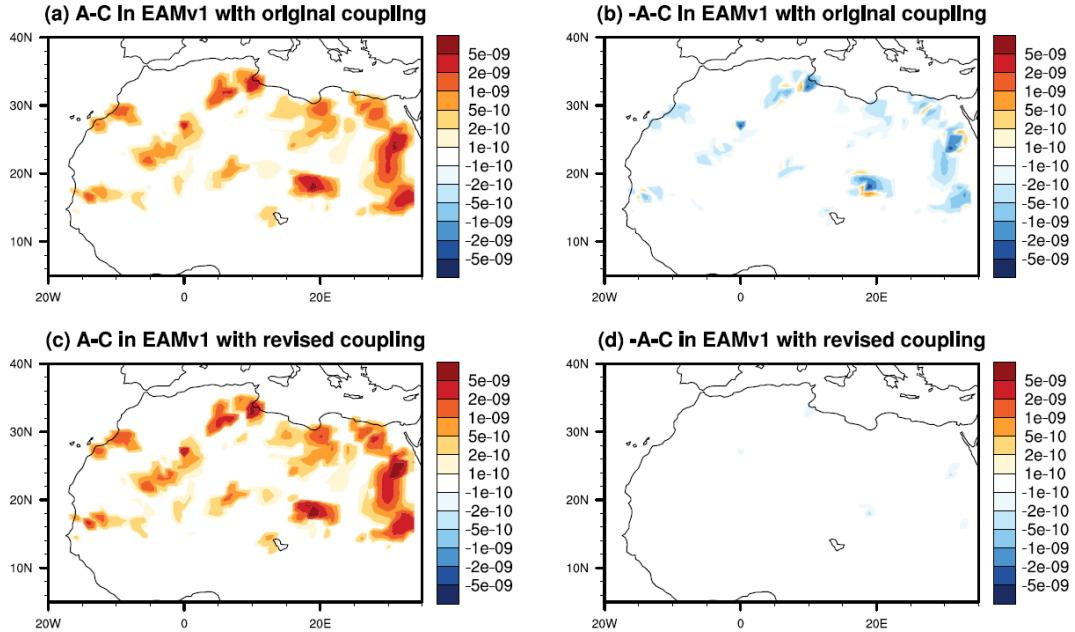 (a) A-C in EAMv1 with original coupling
40N
30N
20N
10N
20W
0
20E
5e-09
2e-09
1e-09
5e-10
2e-10
1e-10
-1e-10
-2e-10
-5e-10
-1e-09
-2e-09
-5e-09
(b) -A-C in EAMv1 with original coupling
40N
30N
20N
10N
20W
0
20E
5e-09
2e-09
1e-09
5e-10
2e-10
1e-10
-1e-10
-2e-10
-5e-10
-1e-09
-2e-09
-5e-09
(c) A-C in EAMv1 with revised coupling
40N
30N
20N
10N
20W
0
20E
5e-09
2e-09
1e-09
5e-10
2e-10
1e-10
-1e-10
-2e-10
-5e-10
-1e-09
-2e-09
-5e-09
(d) -A-C in EAMv1 with revised coupling
40N
30N
20N
10N
20W
0
20E
5e-09
2e-09
1e-09
5e-10
2e-10
1e-10
-1e-10
-2e-10
-5e-10
-1e-09
-2e-09
-5e-09